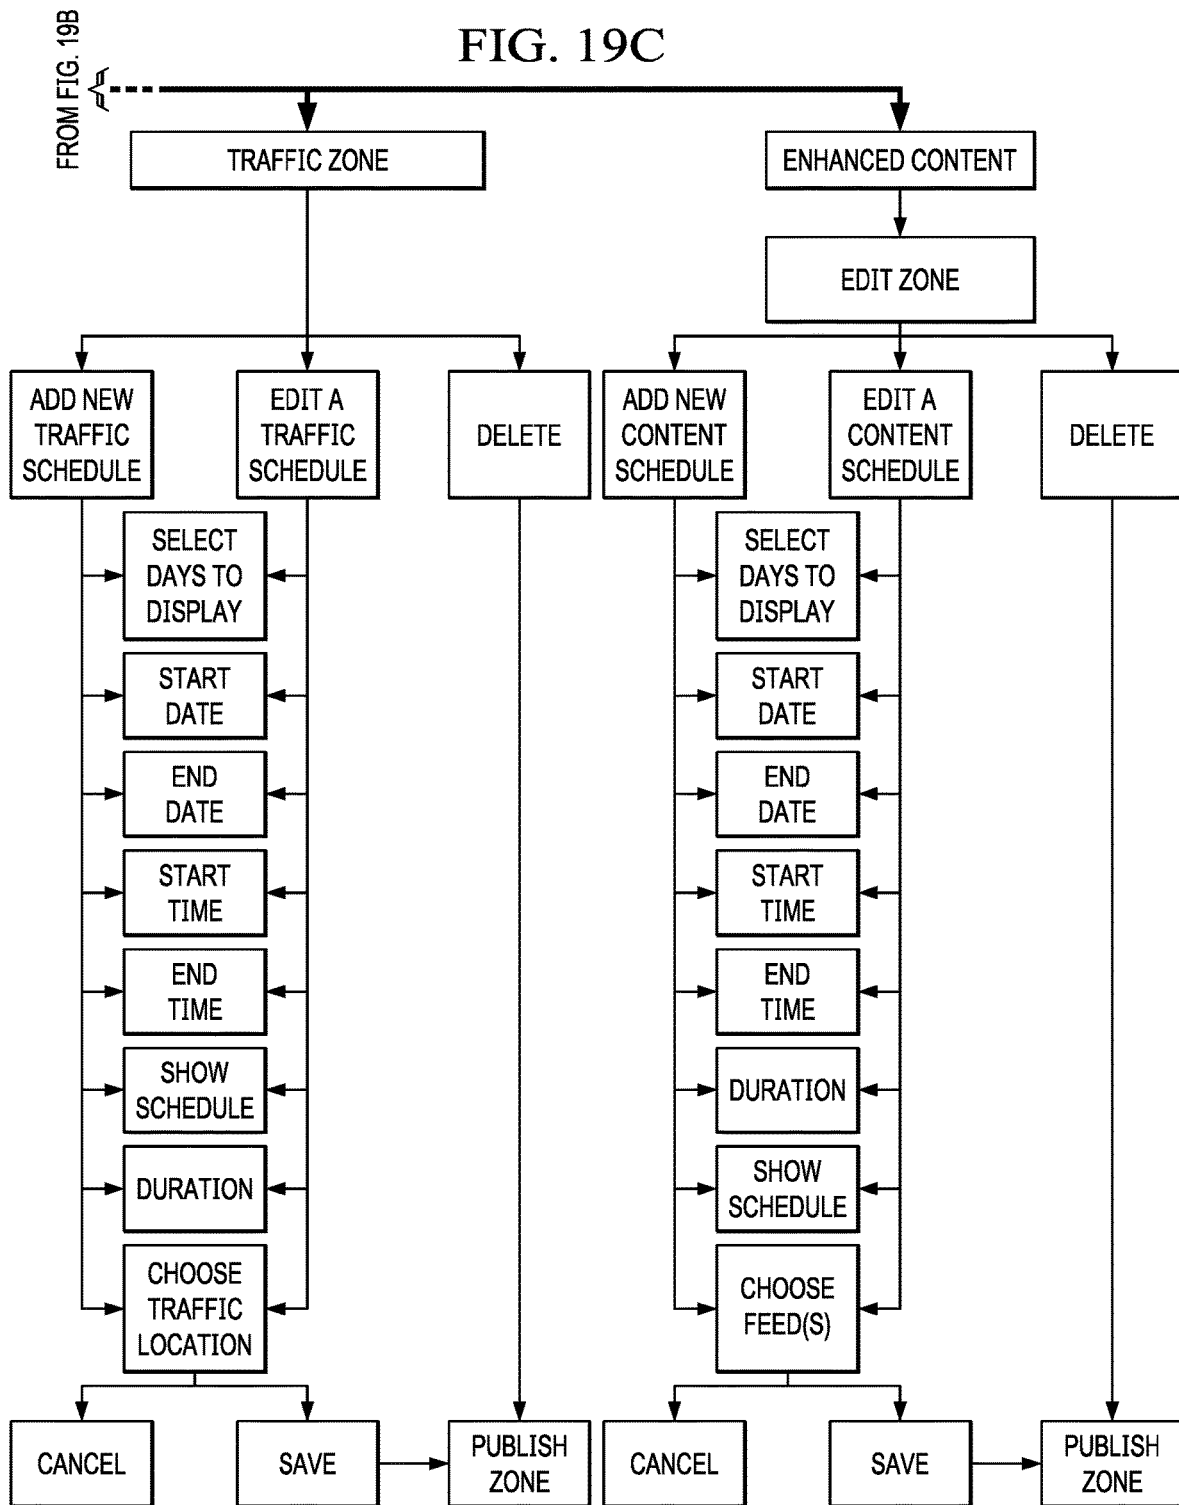 FIG. 19C
FROM FIG. 19B
TRAFFIC ZONE
ENHANCED CONTENT
EDIT ZONE
ADD NEW
TRAFFIC
SCHEDULE
EDIT A
TRAFFIC
SCHEDULE
DELETE
ADD NEW
CONTENT
SCHEDULE
EDIT A
CONTENT
SCHEDULE
DELETE
SELECT
DAYS TO
DISPLAY
START
DATE
END
DATE
START
TIME
END
TIME
SHOW
SCHEDULE
DURATION
CHOOSE
TRAFFIC
LOCATION
SELECT
DAYS TO
DISPLAY
START
DATE
END
DATE
START
TIME
END
TIME
DURATION
SHOW
SCHEDULE
CHOOSE
FEED(S)
CANCEL
SAVE
PUBLISH
ZONE
CANCEL
SAVE
PUBLISH
ZONE